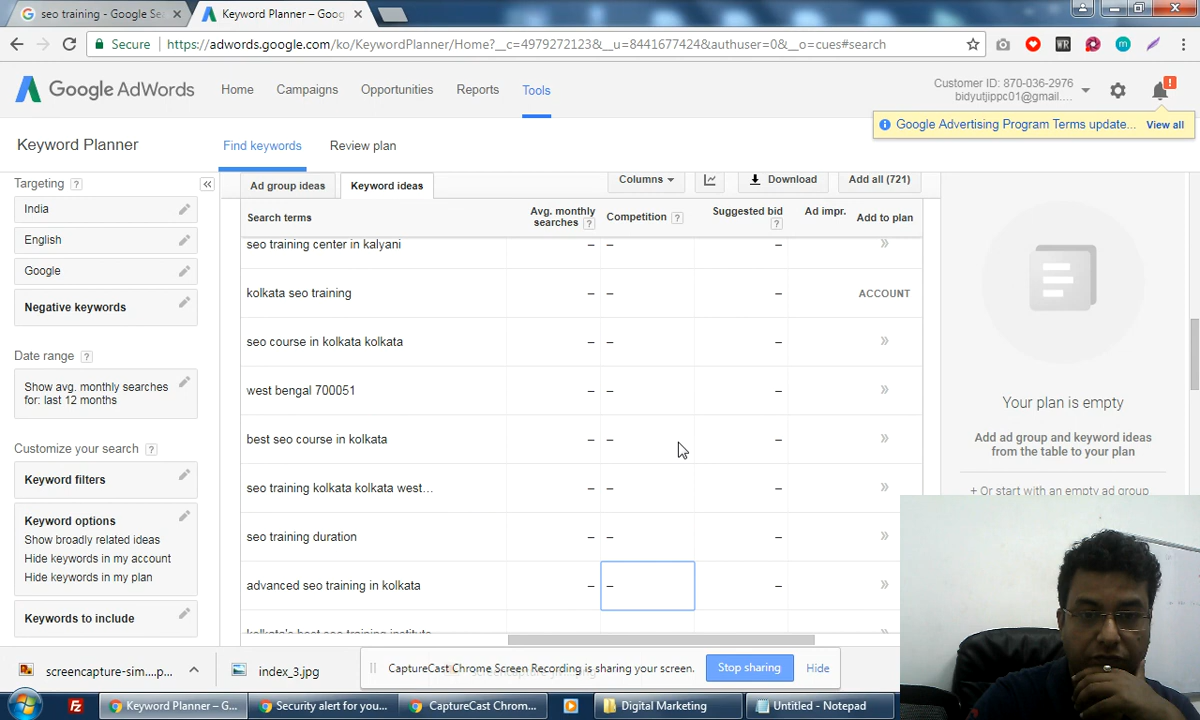 seo training - Google Se
Keyword Planner – Goog
Secure
https://adwords.google.com/ko/KeywordPlanner/Home?__c=4979272123&__u=8441677424&authuser=0&__o=cues#search
Google AdWords
Home
Campaigns
Opportunities
Reports
Tools
Customer ID: 870-036-2976
bidyutjippc01@gmail....
Google Advertising Program Terms update...
View all
Keyword Planner
Find keywords
Review plan
Targeting ?
India
English
Google
Negative keywords
Date range ?
Show avg. monthly searches
for: last 12 months
Customize your search ?
Keyword filters
Keyword options
Show broadly related ideas
Hide keywords in my account
Hide keywords in my plan
Keywords to include
Ad group ideas
Keyword ideas
Columns
Download
Add all (721)
Search terms
Avg. monthly
searches ?
Competition ?
Suggested bid
?
Ad impr.
Add to plan
seo training center in kalyani – – – »
kolkata seo training – – – ACCOUNT
seo course in kolkata kolkata – – – »
west bengal 700051 – – – »
best seo course in kolkata – – – »
seo training kolkata kolkata west... – – – »
seo training duration – – – »
advanced seo training in kolkata – – – »
kolkata's best seo training institute
Your plan is empty
Add ad group and keyword ideas
from the table to your plan
+ Or start with an empty ad group
screencapture-sim....p...
index_3.jpg
CaptureCast Chrome Screen Recording is sharing your screen.
Stop sharing
Hide
Keyword Planner – G...
Security alert for you...
CaptureCast Chrom...
Digital Marketing
Untitled - Notepad